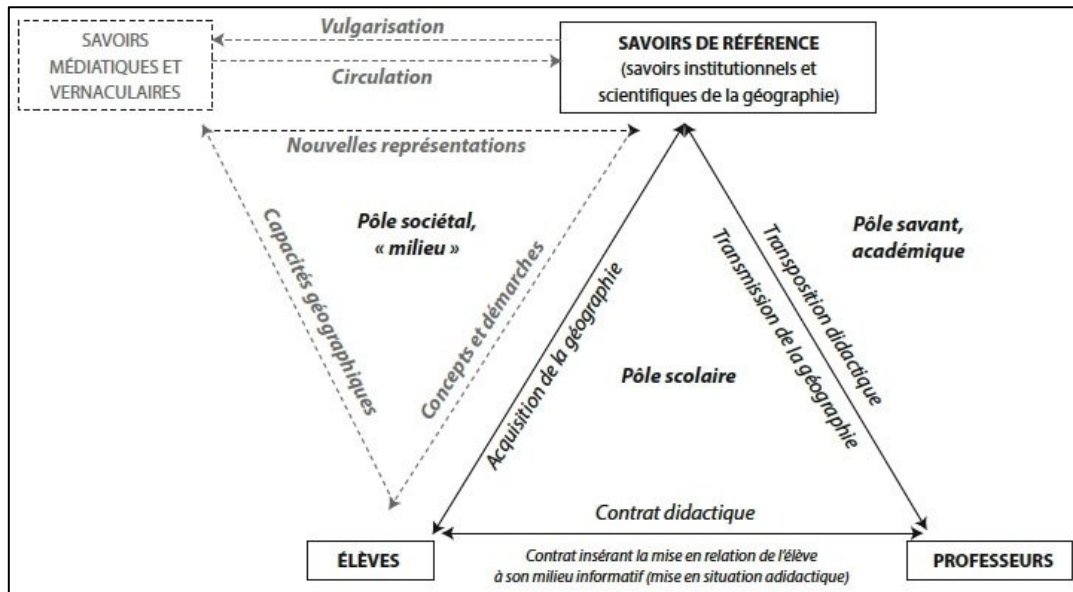 Vulgarisation
SAVOIRS
MÉDIATIQUES ET
VERNACULAIRES
SAVOIRS DE RÉFÉRENCE
(savoirs institutionnels et
scientifiques de la géographie)
Circulation
Nouvelles représentations
Pôle sociétal,
« milieu »
Pôle savant,
académique
Capacités géographiques
Concepts et démarches
Acquisition de la géographie
Transmission de la géographie
Transposition didactique
Pôle scolaire
Contrat didactique
ÉLÈVES
Contrat insérant la mise en relation de l'élève
à son milieu informatif (mise en situation adidactique)
PROFESSEURS